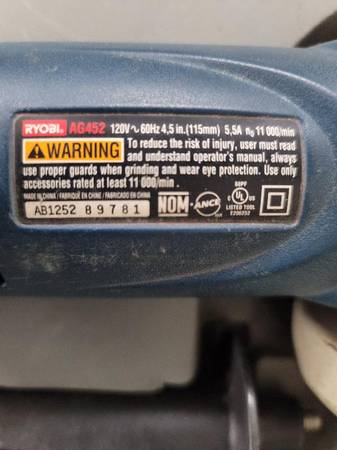 RYOBI AG452 120V~60Hz 4,5 in.(115mm) 5,5A n₀ 11 000/min
WARNING To reduce the risk of injury, user must read
and understand operator's manual, always
use proper guards when grinding and wear eye protection. Use only
accessories rated at least 11 000/min.
MADE IN CHINA / FABRIQUÉ EN CHINE / FABRICADO EN CHINA
AB1252 89781
NOM-ANCE
UL US
LISTED TOOL